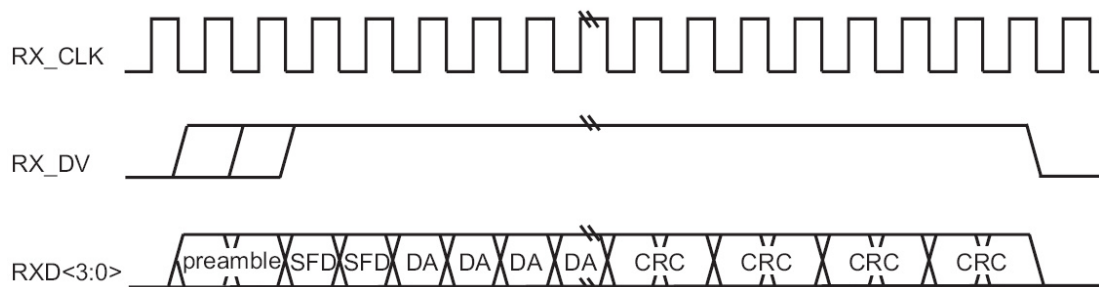 RX_CLK
RX_DV
RXD<3:0> preamble SFD SFD DA DA DA DA CRC CRC CRC CRC